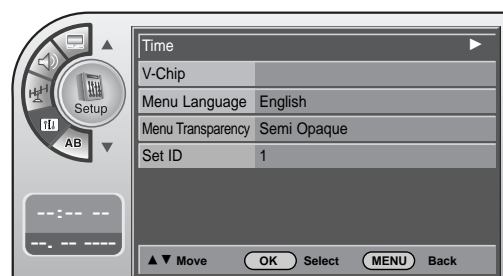 Time ►
V-Chip
Menu Language English
Menu Transparency Semi Opaque
Set ID 1
Setup
AB
--:-- --
--. -- ----
▲▼ Move OK Select MENU Back